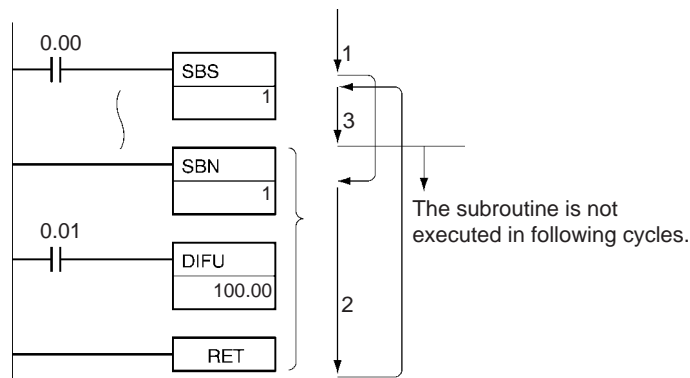 0.00
SBS
1
1
3
SBN
1
The subroutine is not
executed in following cycles.
0.01
DIFU
100.00
2
RET